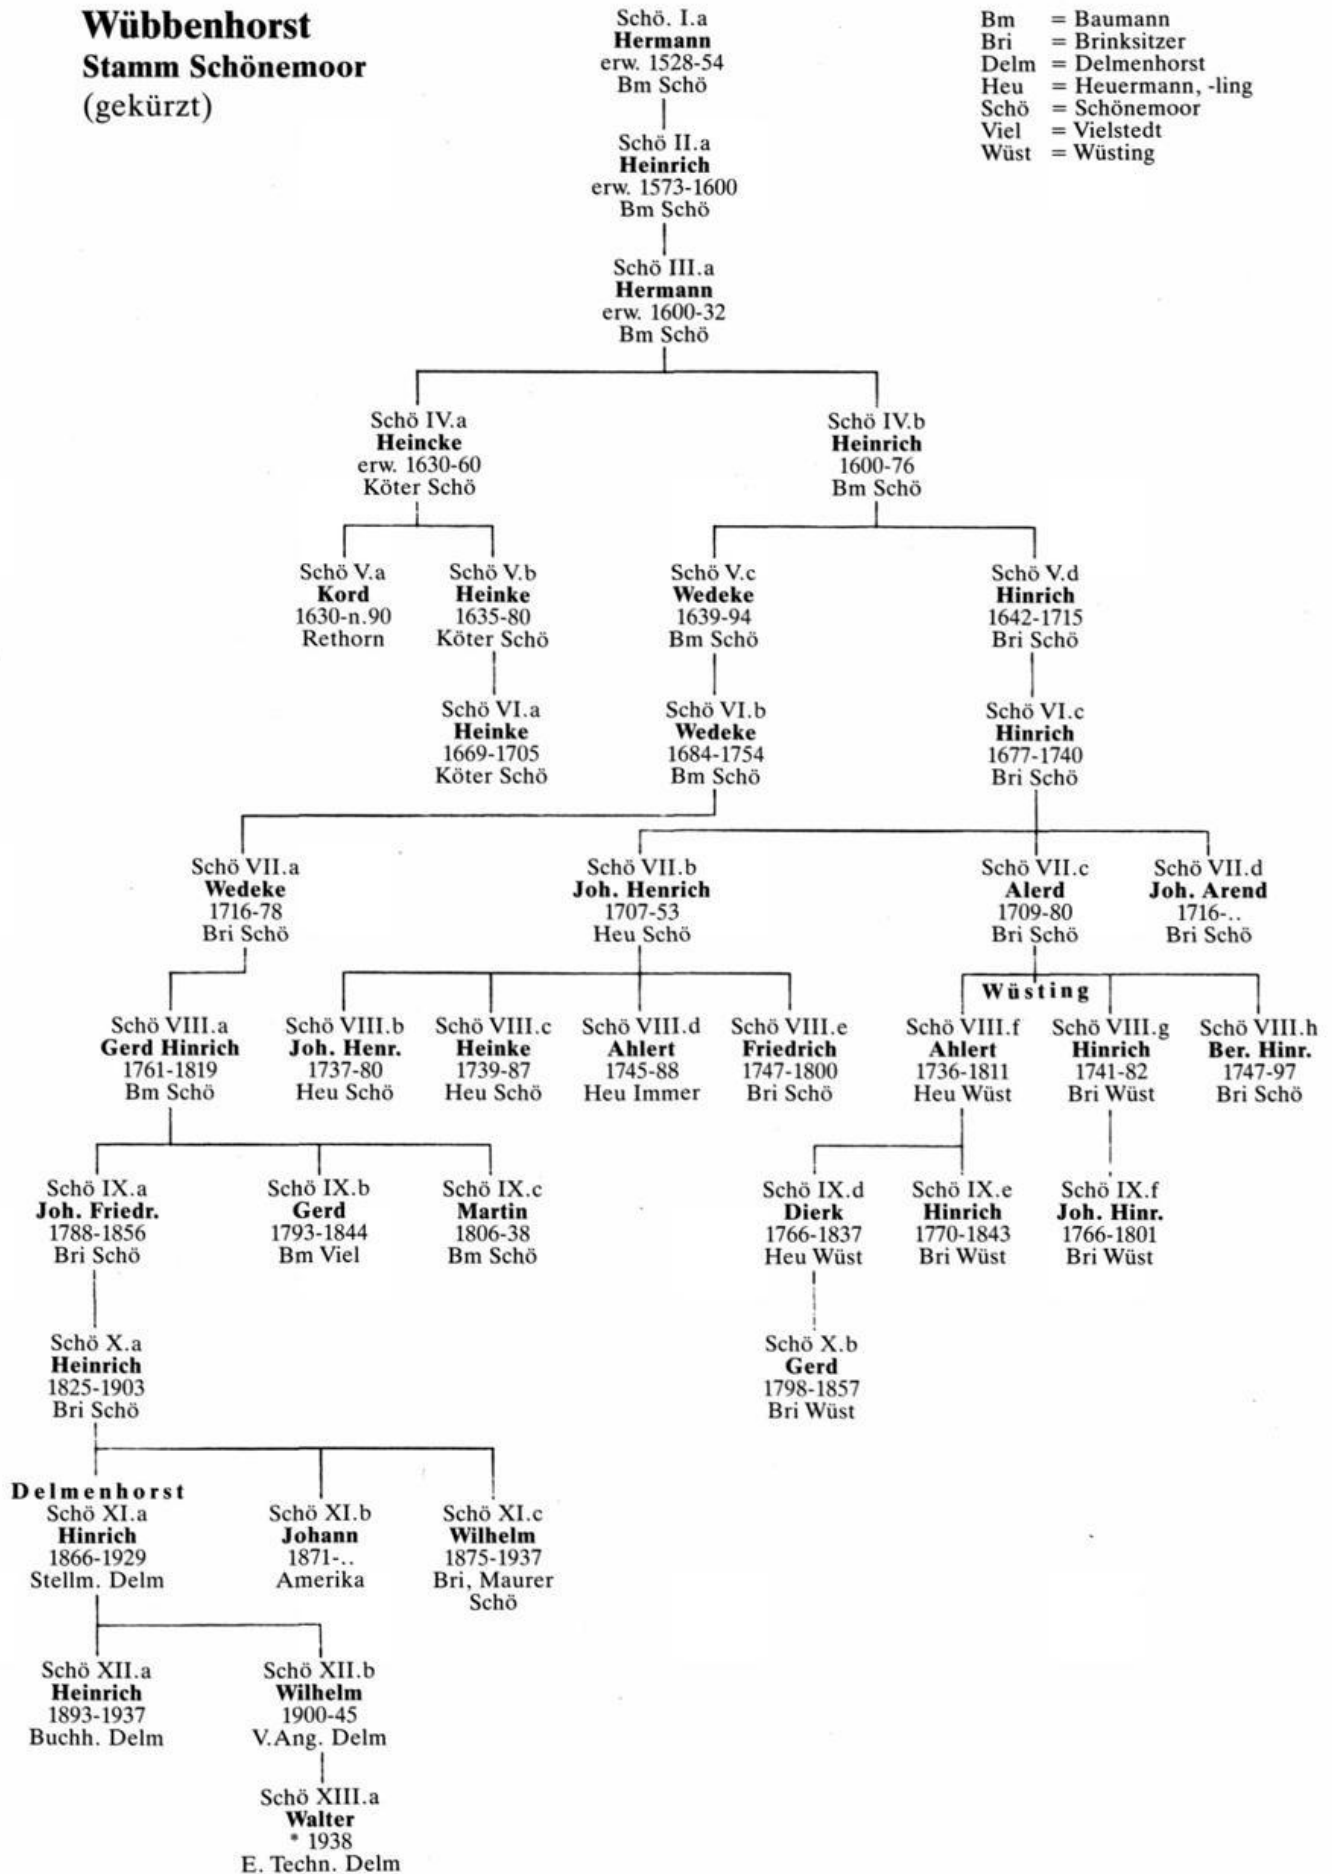 Wübbenhorst
Stamm Schönemoor
(gekürzt)
Bm = Baumann
Bri = Brinksitzer
Delm = Delmenhorst
Heu = Heuermann, -ling
Schö = Schönemoor
Viel = Vielstedt
Wüst = Wüsting
Schö. I.a
Hermann
erw. 1528-54
Bm Schö
Schö II.a
Heinrich
erw. 1573-1600
Bm Schö
Schö III.a
Hermann
erw. 1600-32
Bm Schö
Schö IV.a
Heincke
erw. 1630-60
Köter Schö
Schö IV.b
Heinrich
1600-76
Bm Schö
Schö V.a
Kord
1630-n.90
Rethorn
Schö V.b
Heinke
1635-80
Köter Schö
Schö V.c
Wedeke
1639-94
Bm Schö
Schö V.d
Hinrich
1642-1715
Bri Schö
Schö VI.a
Heinke
1669-1705
Köter Schö
Schö VI.b
Wedeke
1684-1754
Bm Schö
Schö VI.c
Hinrich
1677-1740
Bri Schö
Schö VII.a
Wedeke
1716-78
Bri Schö
Schö VII.b
Joh. Henrich
1707-53
Heu Schö
Schö VII.c
Alerd
1709-80
Bri Schö
Schö VII.d
Joh. Arend
1716-..
Bri Schö
Wüsting
Schö VIII.a
Gerd Hinrich
1761-1819
Bm Schö
Schö VIII.b
Joh. Henr.
1737-80
Heu Schö
Schö VIII.c
Heinke
1739-87
Heu Schö
Schö VIII.d
Ahlert
1745-88
Heu Immer
Schö VIII.e
Friedrich
1747-1800
Bri Schö
Schö VIII.f
Ahlert
1736-1811
Heu Wüst
Schö VIII.g
Hinrich
1741-82
Bri Wüst
Schö VIII.h
Ber. Hinr.
1747-97
Bri Schö
Schö IX.a
Joh. Friedr.
1788-1856
Bri Schö
Schö IX.b
Gerd
1793-1844
Bm Viel
Schö IX.c
Martin
1806-38
Bm Schö
Schö IX.d
Dierk
1766-1837
Heu Wüst
Schö IX.e
Hinrich
1770-1843
Bri Wüst
Schö IX.f
Joh. Hinr.
1766-1801
Bri Wüst
Schö X.a
Heinrich
1825-1903
Bri Schö
Schö X.b
Gerd
1798-1857
Bri Wüst
Delmenhorst
Schö XI.a
Hinrich
1866-1929
Stellm. Delm
Schö XI.b
Johann
1871-..
Amerika
Schö XI.c
Wilhelm
1875-1937
Bri, Maurer
Schö
Schö XII.a
Heinrich
1893-1937
Buchh. Delm
Schö XII.b
Wilhelm
1900-45
V.Ang. Delm
Schö XIII.a
Walter
* 1938
E. Techn. Delm